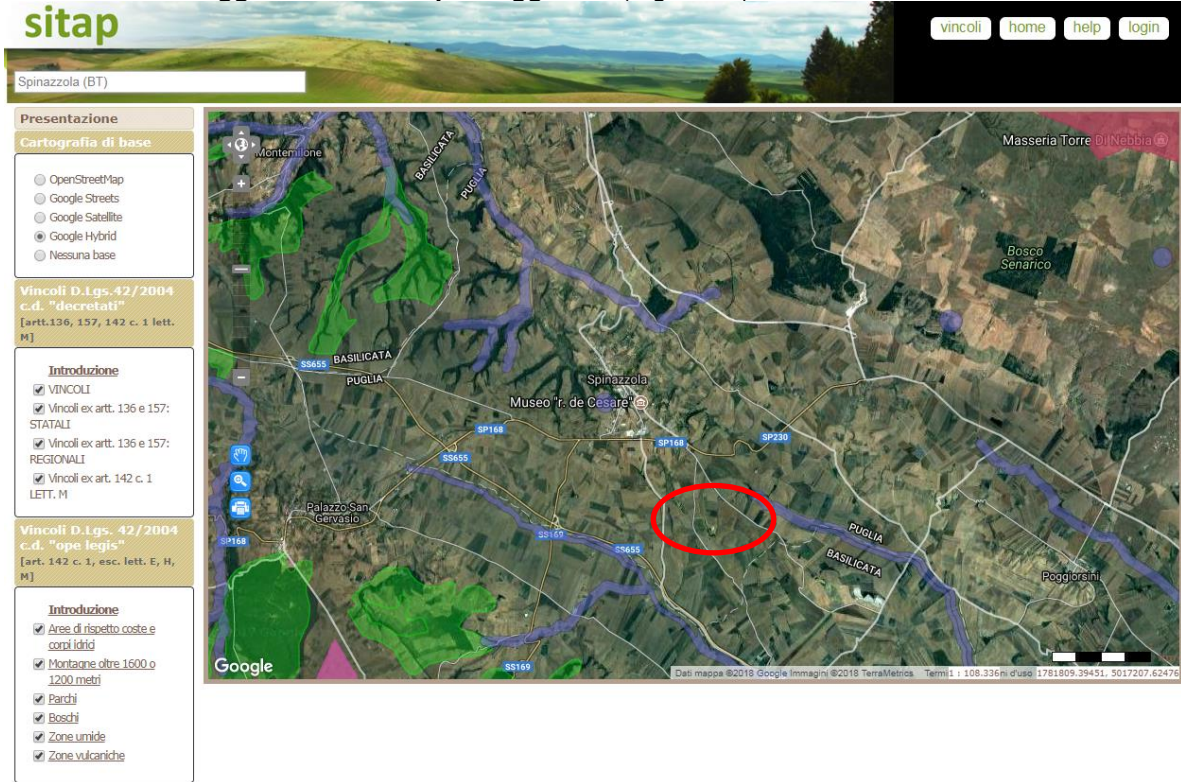 sitap
vincoli home help login
Spinazzola (BT)
Presentazione
Cartografia di base
OpenStreetMap
Google Streets
Google Satellite
Google Hybrid
Nessuna base
Vincoli D.Lgs.42/2004
c.d. "decretati"
[artt.136, 157, 142 c. 1 lett.
M]
Introduzione
VINCOLI
Vincoli ex artt. 136 e 157:
STATALI
Vincoli ex artt. 136 e 157:
REGIONALI
Vincoli ex art. 142 c. 1
LETT. M
Vincoli D.Lgs. 42/2004
c.d. "ope legis"
[art. 142 c. 1, esc. lett. E, H,
M]
Introduzione
Aree di rispetto coste e
corpi idrici
Montagne oltre 1600 o
1200 metri
Parchi
Boschi
Zone umide
Zone vulcaniche
Montemilone
BASILICATA
PUGLIA
Masseria Torre Di Nebbia
Bosco
Senarico
SS655
BASILICATA
PUGLIA
Spinazzola
Museo "r. de Cesare"
SP168
SP168
SP230
SS655
Palazzo San
Gervasio
SP168
SS169
SS655
PUGLIA
BASILICATA
Poggiorsini
SS169
Google
Dati mappa ©2018 Google Immagini ©2018 TerraMetrics Termi1 : 108.336ni d'uso 1781809.39451, 5017207.62476